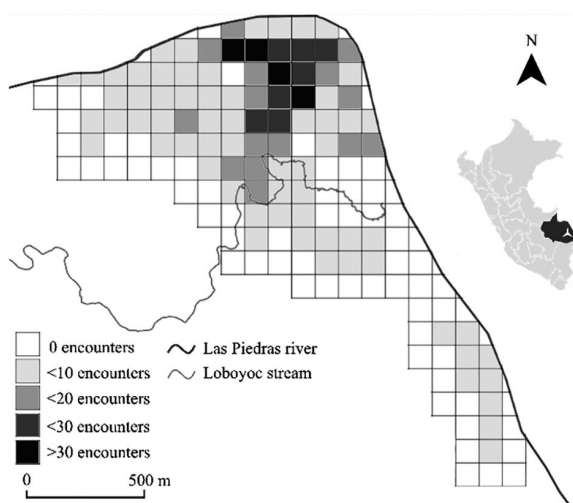 N
0 encounters
<10 encounters
<20 encounters
<30 encounters
>30 encounters
Las Piedras river
Loboyoc stream
0 500 m